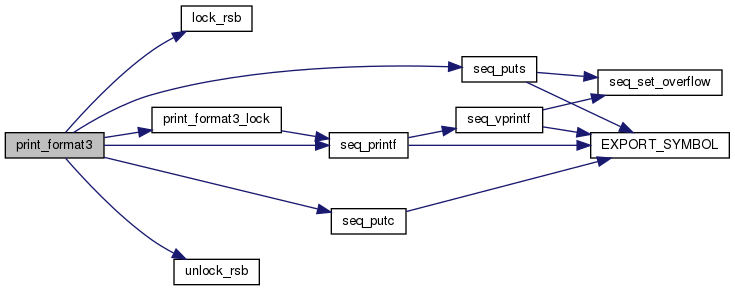 lock_rsb
seq_puts
seq_set_overflow
print_format3_lock
seq_vprintf
print_format3
seq_printf
EXPORT_SYMBOL
seq_putc
unlock_rsb